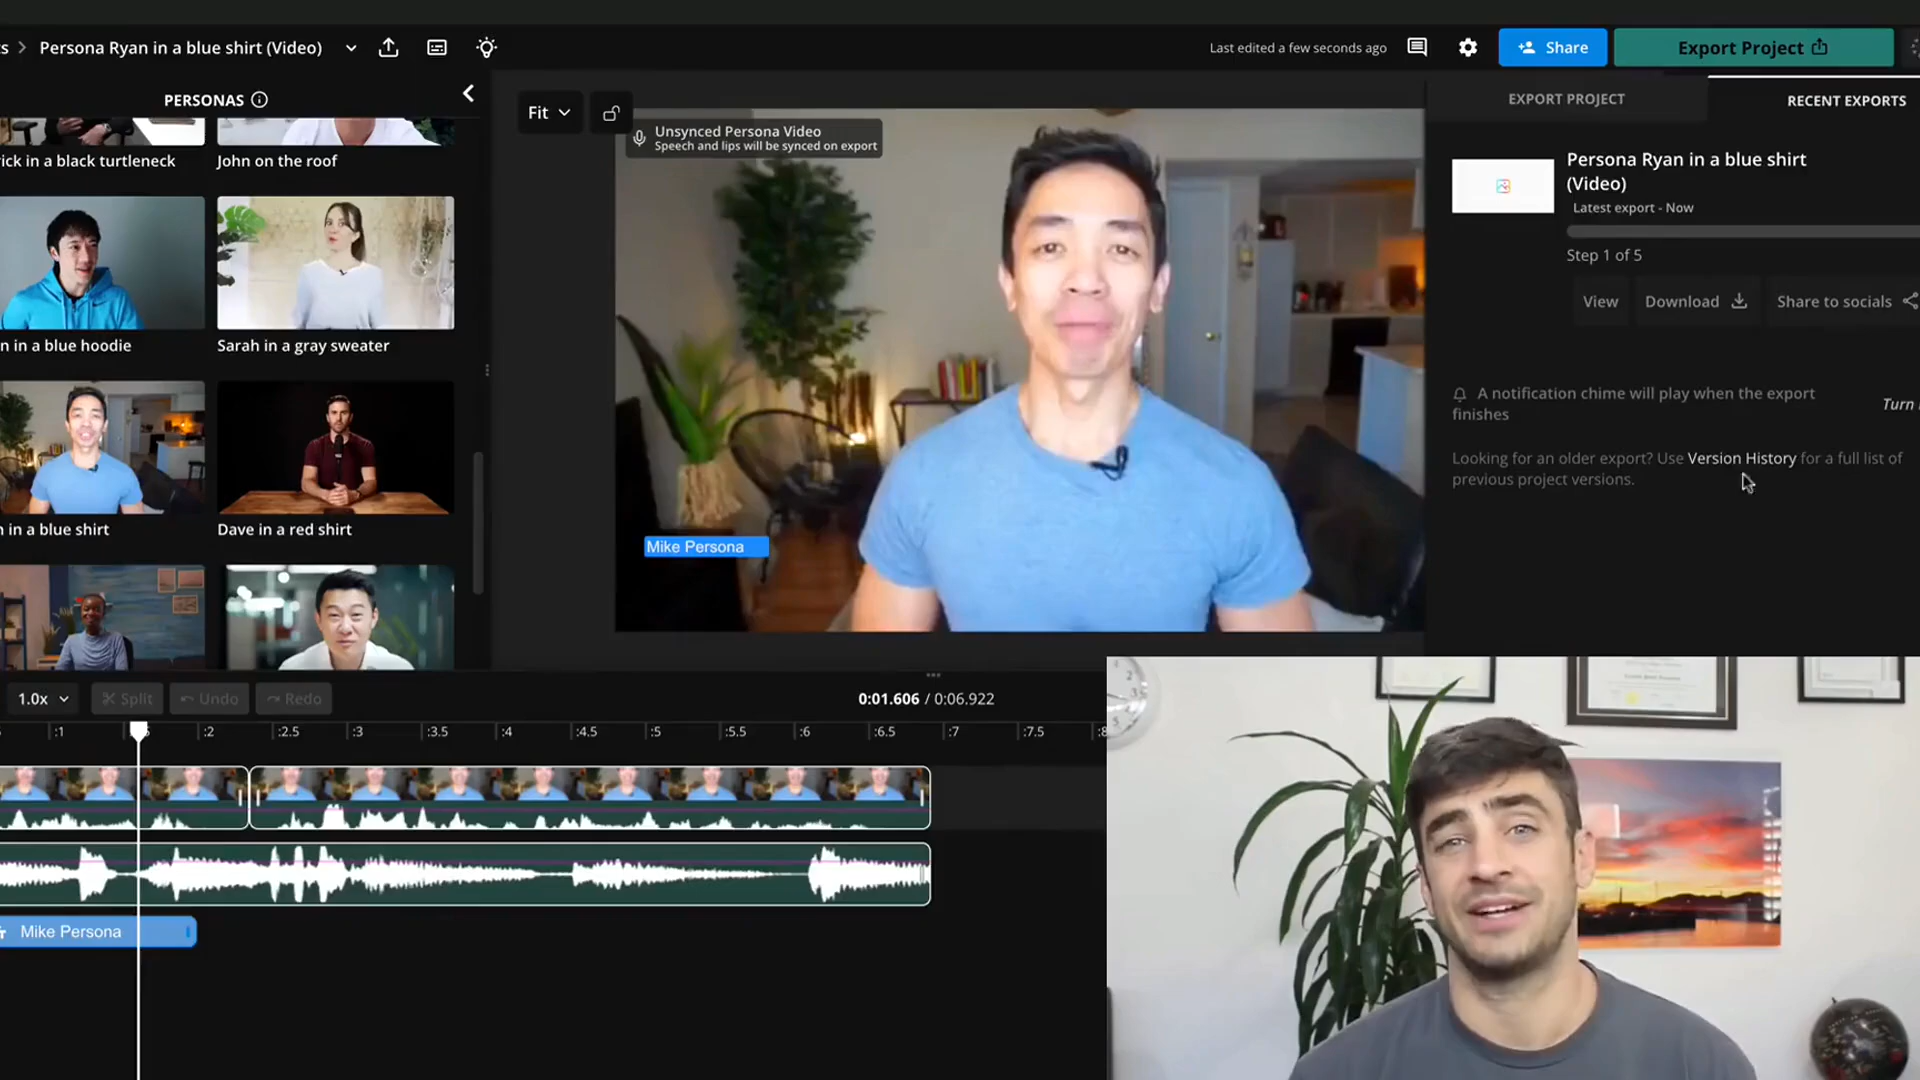 s > Persona Ryan in a blue shirt (Video)
Last edited a few seconds ago
Share
Export Project
PERSONAS
ick in a black turtleneck
John on the roof
n in a blue hoodie
Sarah in a gray sweater
n in a blue shirt
Dave in a red shirt
Fit
Unsynced Persona Video
Speech and lips will be synced on export
Mike Persona
EXPORT PROJECT
RECENT EXPORTS
Persona Ryan in a blue shirt
(Video)
Latest export - Now
Step 1 of 5
View
Download
Share to socials
A notification chime will play when the export
finishes
Turn
Looking for an older export? Use Version History for a full list of
previous project versions.
1.0x
Split
Undo
Redo
0:01.606 / 0:06.922
:1
:2
:2.5
:3
:3.5
:4
:4.5
:5
:5.5
:6
:6.5
:7
:7.5
:8
Mike Persona